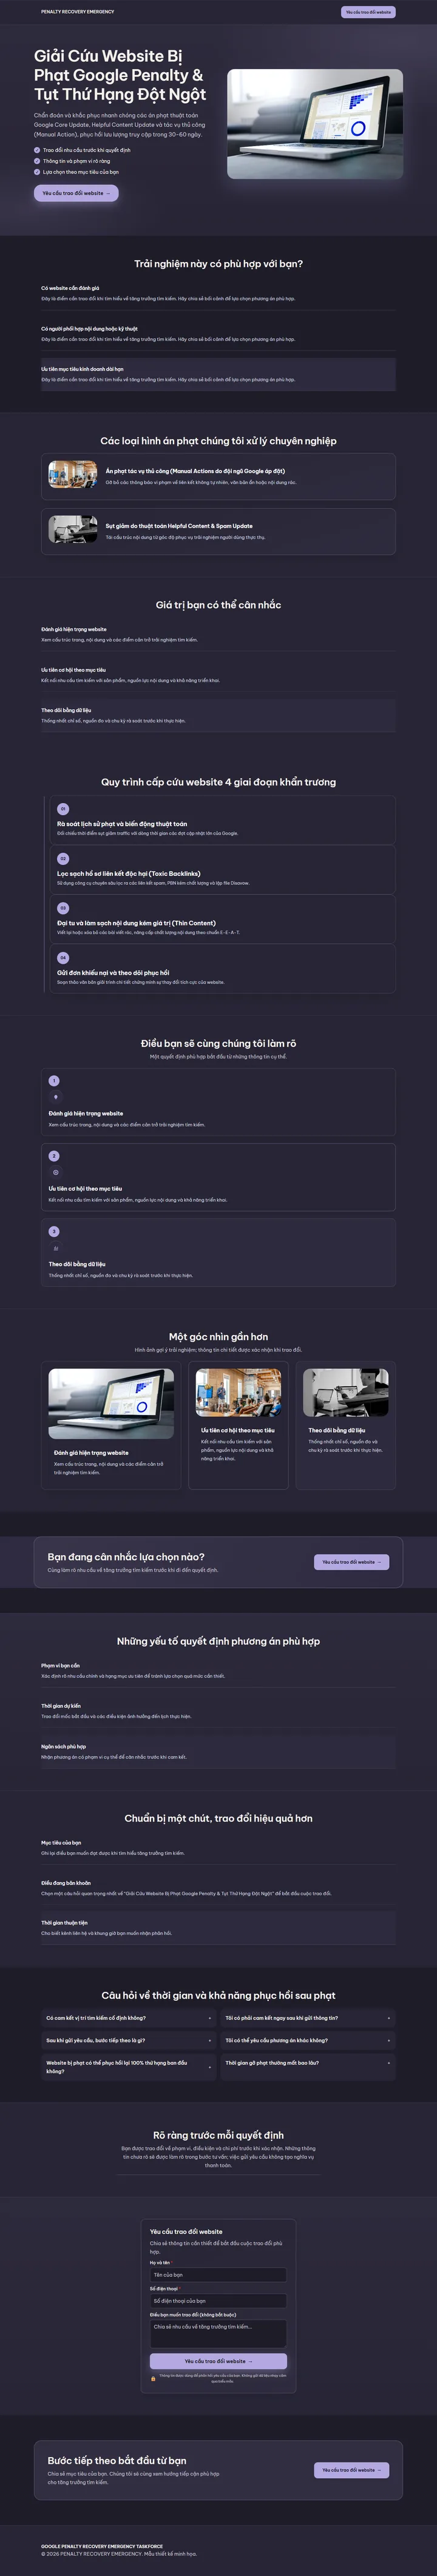 PENALTY RECOVERY EMERGENCY
Yêu cầu trao đổi website
Giải Cứu Website Bị
Phạt Google Penalty &
Tụt Thứ Hạng Đột Ngột
Chẩn đoán và khắc phục nhanh chóng các án phạt thuật toán
Google Core Update, Helpful Content Update và tác vụ thủ công
(Manual Action), phục hồi lưu lượng truy cập trong 30-60 ngày.
Trao đổi nhu cầu trước khi quyết định
Thông tin và phạm vi rõ ràng
Lựa chọn theo mục tiêu của bạn
Yêu cầu trao đổi website →
Trải nghiệm này có phù hợp với bạn?
Có website cần đánh giá
Đây là điểm cần trao đổi khi tìm hiểu về tăng trưởng tìm kiếm. Hãy chia sẻ bối cảnh để lựa chọn phương án phù hợp.
Có người phối hợp nội dung hoặc kỹ thuật
Đây là điểm cần trao đổi khi tìm hiểu về tăng trưởng tìm kiếm. Hãy chia sẻ bối cảnh để lựa chọn phương án phù hợp.
Ưu tiên mục tiêu kinh doanh dài hạn
Đây là điểm cần trao đổi khi tìm hiểu về tăng trưởng tìm kiếm. Hãy chia sẻ bối cảnh để lựa chọn phương án phù hợp.
Các loại hình án phạt chúng tôi xử lý chuyên nghiệp
Án phạt tác vụ thủ công (Manual Actions do đội ngũ Google áp đặt)
Gỡ bỏ các thông báo vi phạm về liên kết không tự nhiên, văn bản ẩn hoặc nội dung rác.
Sụt giảm do thuật toán Helpful Content & Spam Update
Tái cấu trúc nội dung từ góc độ phục vụ trải nghiệm người dùng thực thụ.
Giá trị bạn có thể cân nhắc
Đánh giá hiện trạng website
Xem cấu trúc trang, nội dung và các điểm cản trở trải nghiệm tìm kiếm.
Ưu tiên cơ hội theo mục tiêu
Kết nối nhu cầu tìm kiếm với sản phẩm, nguồn lực nội dung và khả năng triển khai.
Theo dõi bằng dữ liệu
Thống nhất chỉ số, nguồn đo và chu kỳ rà soát trước khi thực hiện.
Quy trình cấp cứu website 4 giai đoạn khẩn trương
01
Rà soát lịch sử phạt và biến động thuật toán
Đối chiếu thời điểm sụt giảm traffic với dòng thời gian các đợt cập nhật lớn của Google.
02
Lọc sạch hồ sơ liên kết độc hại (Toxic Backlinks)
Sử dụng công cụ chuyên sâu lọc ra các liên kết spam, PBN kém chất lượng và lập file Disavow.
03
Đại tu và làm sạch nội dung kém giá trị (Thin Content)
Viết lại hoặc xóa bỏ các bài viết rác, nâng cấp chất lượng nội dung theo chuẩn E-E-A-T.
04
Gửi đơn khiếu nại và theo dõi phục hồi
Soạn thảo văn bản giải trình chi tiết chứng minh sự thay đổi tích cực của website.
Điều bạn sẽ cùng chúng tôi làm rõ
Một quyết định phù hợp bắt đầu từ những thông tin cụ thể.
1
Đánh giá hiện trạng website
Xem cấu trúc trang, nội dung và các điểm cản trở trải nghiệm tìm kiếm.
2
Ưu tiên cơ hội theo mục tiêu
Kết nối nhu cầu tìm kiếm với sản phẩm, nguồn lực nội dung và khả năng triển khai.
3
Theo dõi bằng dữ liệu
Thống nhất chỉ số, nguồn đo và chu kỳ rà soát trước khi thực hiện.
Một góc nhìn gần hơn
Hình ảnh gợi ý trải nghiệm; thông tin chi tiết được xác nhận khi trao đổi.
Đánh giá hiện trạng website
Xem cấu trúc trang, nội dung và các điểm cản trở
trải nghiệm tìm kiếm.
Ưu tiên cơ hội theo mục tiêu
Kết nối nhu cầu tìm kiếm với sản
phẩm, nguồn lực nội dung và khả
năng triển khai.
Theo dõi bằng dữ liệu
Thống nhất chỉ số, nguồn đo và
chu kỳ rà soát trước khi thực hiện.
Bạn đang cân nhắc lựa chọn nào?
Cùng làm rõ nhu cầu về tăng trưởng tìm kiếm trước khi đi đến quyết định.
Yêu cầu trao đổi website →
Những yếu tố quyết định phương án phù hợp
Phạm vi bạn cần
Xác định rõ nhu cầu chính và hạng mục ưu tiên để tránh lựa chọn quá mức cần thiết.
Thời gian dự kiến
Trao đổi mốc bắt đầu và các điều kiện ảnh hưởng đến lịch thực hiện.
Ngân sách phù hợp
Nhận phương án có phạm vi cụ thể để cân nhắc trước khi cam kết.
Chuẩn bị một chút, trao đổi hiệu quả hơn
Mục tiêu của bạn
Ghi lại điều bạn muốn đạt được khi tìm hiểu tăng trưởng tìm kiếm.
Điều đang băn khoăn
Chọn một câu hỏi quan trọng nhất về "Giải Cứu Website Bị Phạt Google Penalty & Tụt Thứ Hạng Đột Ngột" để bắt đầu cuộc trao đổi.
Thời gian thuận tiện
Cho biết kênh liên hệ và khung giờ bạn muốn nhận phản hồi.
Câu hỏi về thời gian và khả năng phục hồi sau phạt
Có cam kết vị trí tìm kiếm cố định không? +
Tôi có phải cam kết ngay sau khi gửi thông tin? +
Sau khi gửi yêu cầu, bước tiếp theo là gì? +
Tôi có thể yêu cầu phương án khác không? +
Website bị phạt có thể phục hồi lại 100% thứ hạng ban đầu
không? +
Thời gian gỡ phạt thường mất bao lâu? +
Rõ ràng trước mỗi quyết định
Bạn được trao đổi về phạm vi, điều kiện và chi phí trước khi xác nhận. Những thông
tin chưa rõ sẽ được làm rõ trong bước tư vấn; việc gửi yêu cầu không tạo nghĩa vụ
thanh toán.
Yêu cầu trao đổi website
Chia sẻ thông tin cần thiết để bắt đầu cuộc trao đổi phù
hợp.
Họ và tên *
Tên của bạn
Số điện thoại *
Số điện thoại của bạn
Điều bạn muốn trao đổi (không bắt buộc)
Chia sẻ nhu cầu về tăng trưởng tìm kiếm...
Yêu cầu trao đổi website →
Bước tiếp theo bắt đầu từ bạn
Chia sẻ mục tiêu của bạn. Chúng tôi sẽ cùng xem hướng tiếp cận phù hợp
cho tăng trưởng tìm kiếm.
Yêu cầu trao đổi website →
GOOGLE PENALTY RECOVERY EMERGENCY TASKFORCE
© 2026 PENALTY RECOVERY EMERGENCY. Mẫu thiết kế minh họa.